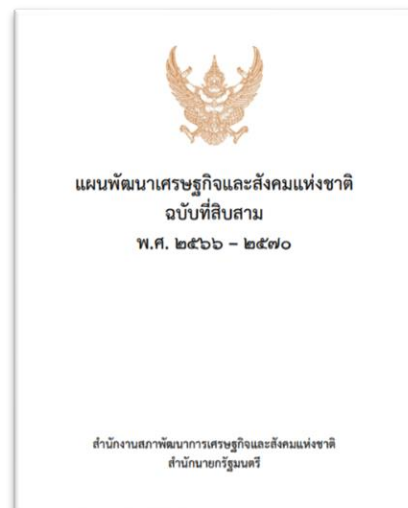 แผนพัฒนาเศรษฐกิจและสังคมแห่งชาติ
ฉบับที่สิบสาม
พ.ศ. ๒๕๖๖ – ๒๕๗๐
สำนักงานสภาพัฒนาการเศรษฐกิจและสังคมแห่งชาติ
สำนักนายกรัฐมนตรี